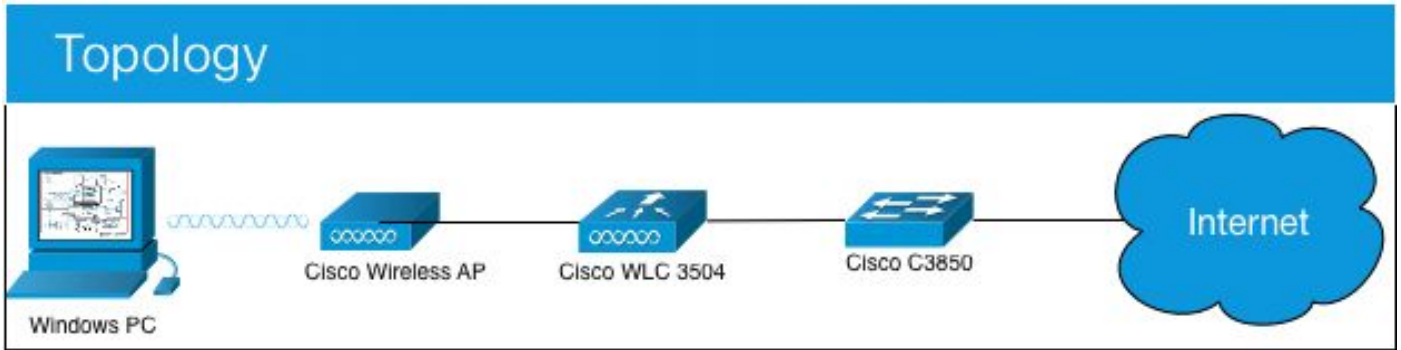 Topology
Internet
Cisco Wireless AP
Cisco WLC 3504
Cisco C3850
Windows PC